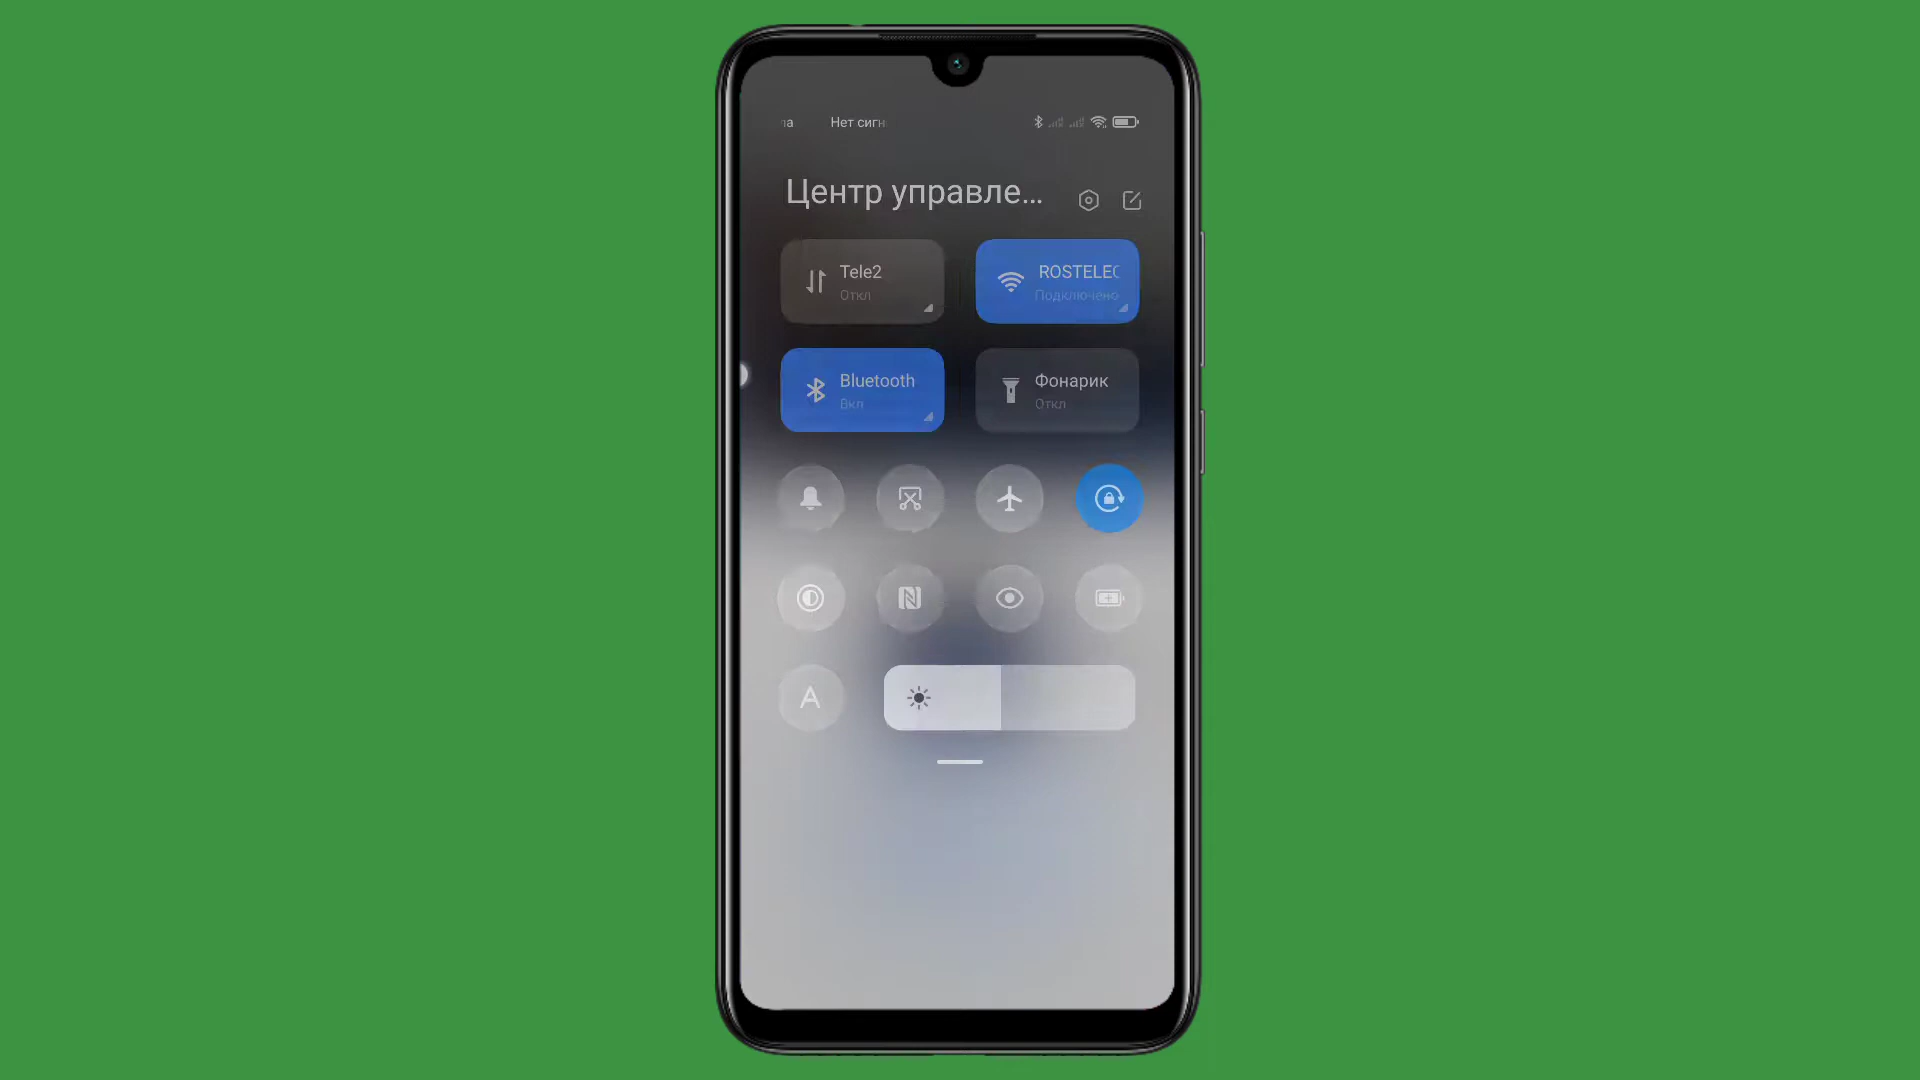 Нет сигн
Центр управле...
Tele2
Откл
ROSTELEC
Подключено
Bluetooth
Вкл
Фонарик
Откл
A